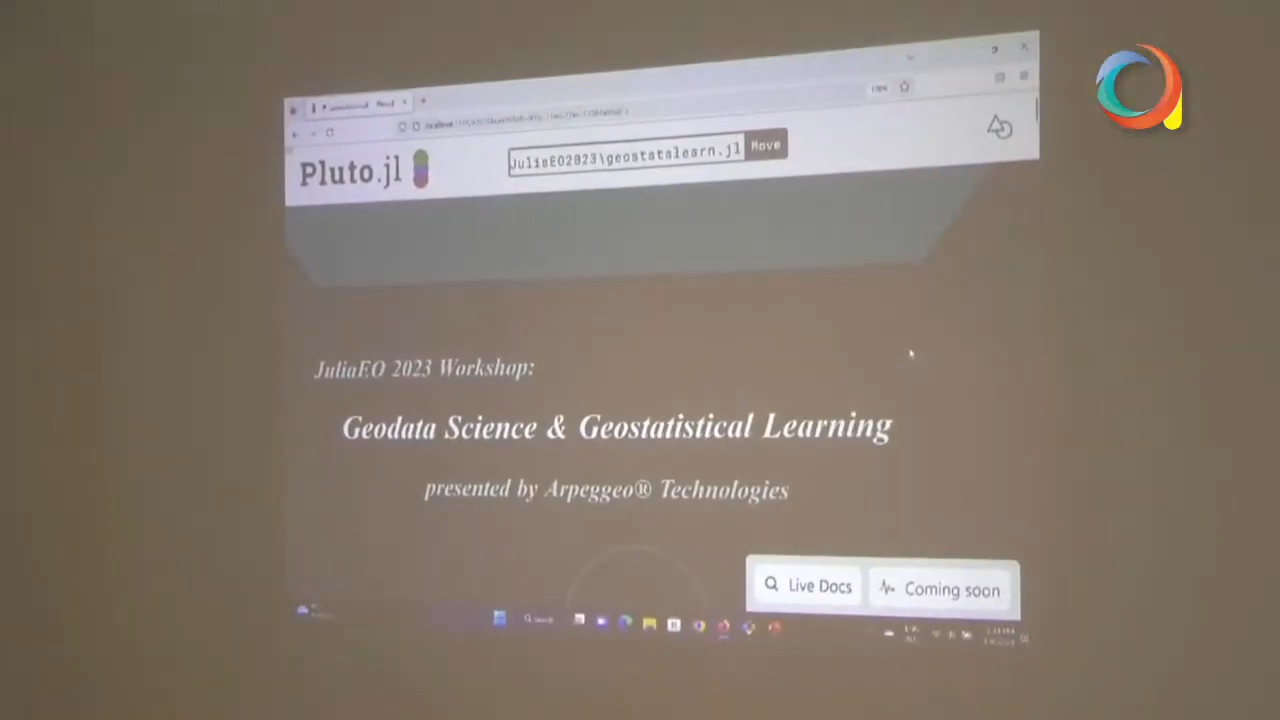 Pluto.jl
JuliaEO2023\geostatalearn.jl Move
JuliaEO 2023 Workshop:
Geodata Science & Geostatistical Learning
presented by Arpeggeo® Technologies
Live Docs
Coming soon